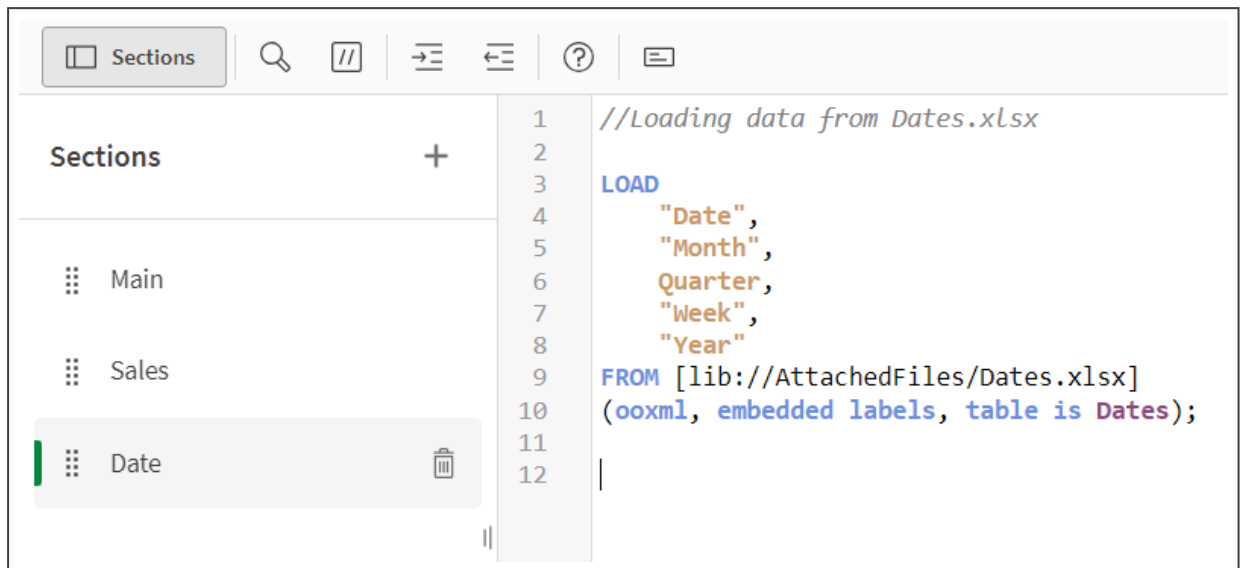 Sections
Sections
Main
Sales
Date
1 //Loading data from Dates.xlsx
2
3 LOAD
4 "Date",
5 "Month",
6 Quarter,
7 "Week",
8 "Year"
9 FROM [lib://AttachedFiles/Dates.xlsx]
10 (ooxml, embedded labels, table is Dates);
11
12